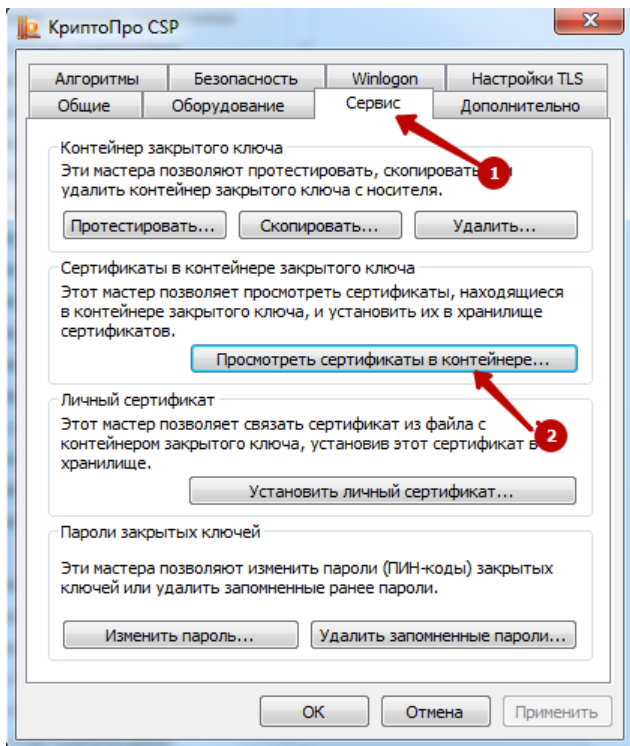 КриптоПро CSP
Алгоритмы Безопасность Winlogon Настройки TLS
Общие Оборудование Сервис Дополнительно
1
Контейнер закрытого ключа
Эти мастера позволяют протестировать, скопировать
удалить контейнер закрытого ключа с носителя.
Протестировать... Скопировать... Удалить...
Сертификаты в контейнере закрытого ключа
Этот мастер позволяет просмотреть сертификаты, находящиеся
в контейнере закрытого ключа, и установить их в хранилище
сертификатов.
Просмотреть сертификаты в контейнере...
2
Личный сертификат
Этот мастер позволяет связать сертификат из файла с
контейнером закрытого ключа, установив этот сертификат в
хранилище.
Установить личный сертификат...
Пароли закрытых ключей
Эти мастера позволяют изменить пароли (ПИН-коды) закрытых
ключей или удалить запомненные ранее пароли.
Изменить пароль... Удалить запомненные пароли...
ОК Отмена Применить